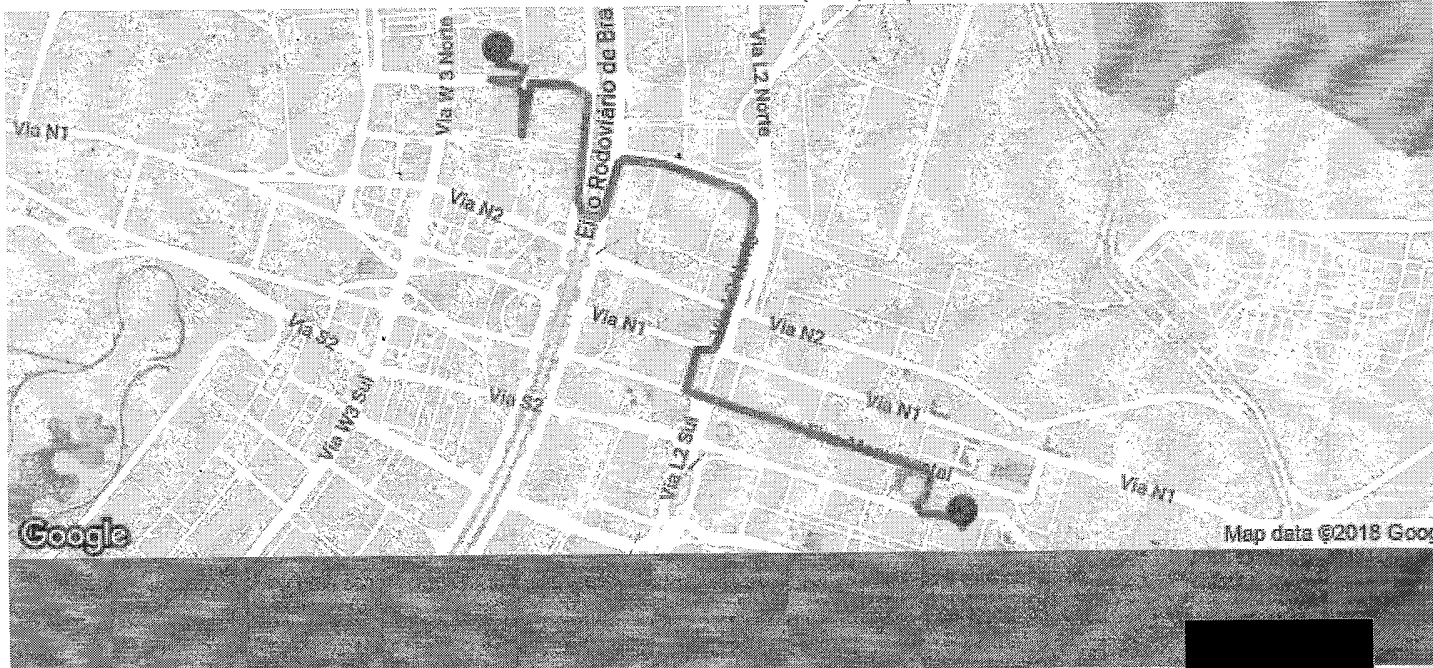 Via W 3 Norte
Eixo Rodoviário de Bra
Via L2 Norte
Via N1
Via N2
Via N1
Via N2
Via S2
Via S2
Via W3 Sul
Via N1
Via L2 Sul
Via N1
Google
Map data ©2018 Goog